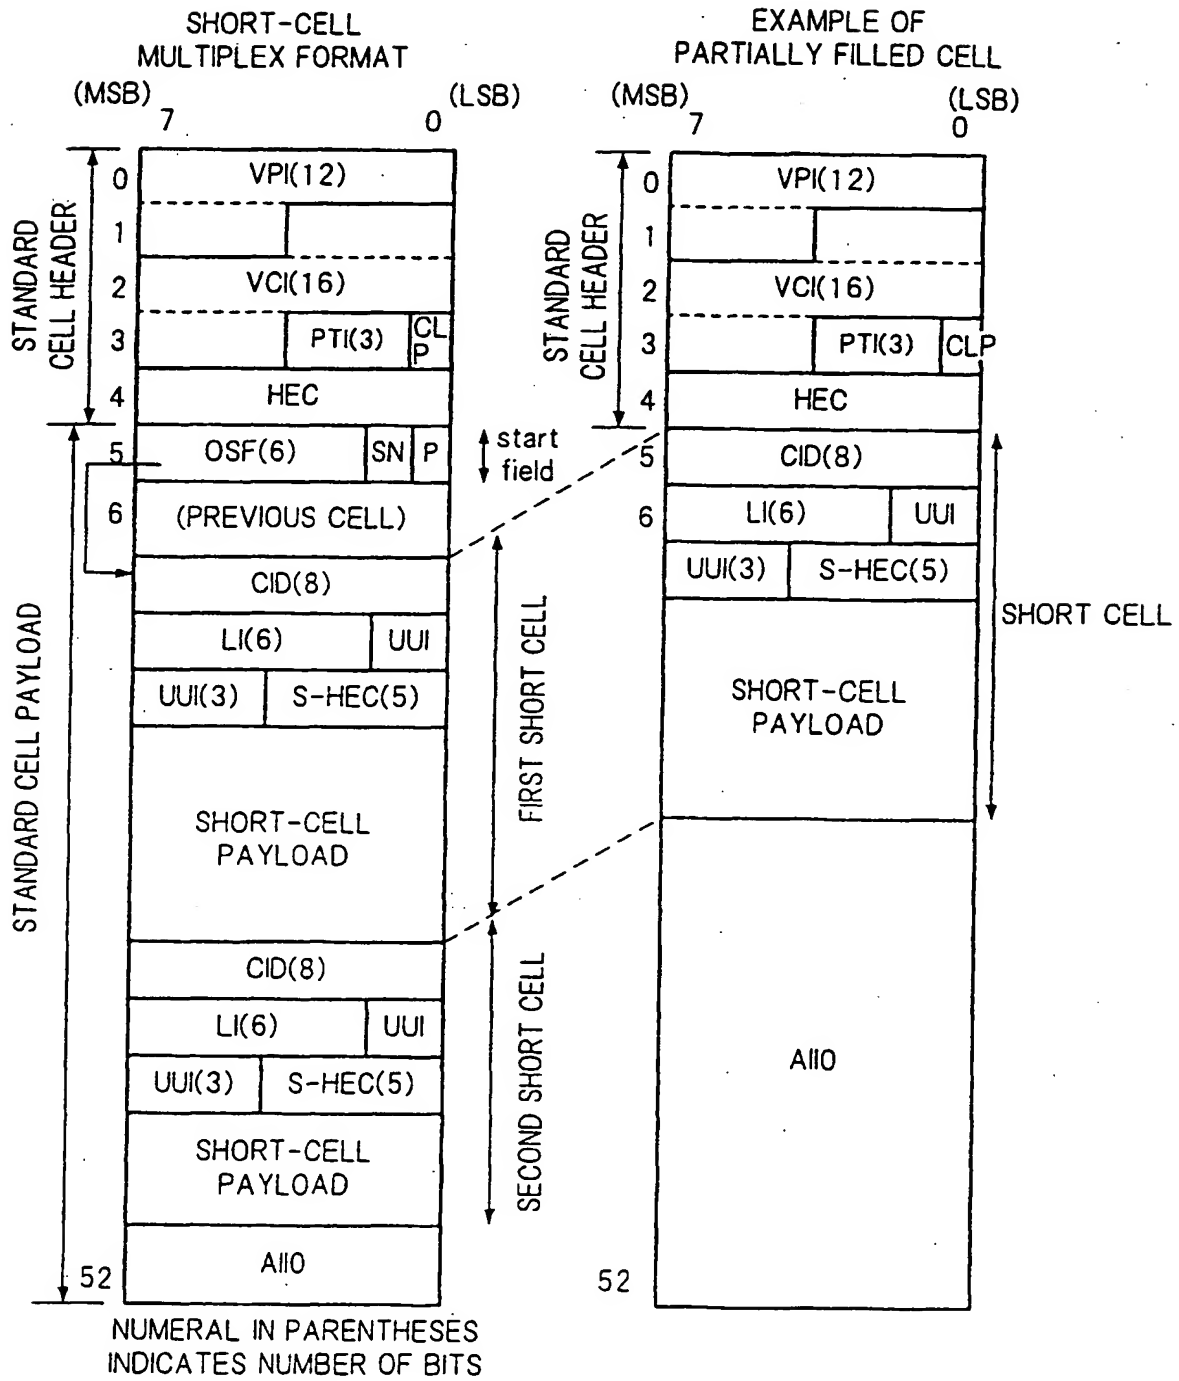 SHORT-CELL
MULTIPLEX FORMAT
(MSB)
(LSB)
7
0
STANDARD
CELL HEADER
0
VPI(12)
1
2
VCI(16)
3
PTI(3)
CL
P
4
HEC
STANDARD CELL PAYLOAD
5
OSF(6)
SN
P
start
field
6
(PREVIOUS CELL)
CID(8)
LI(6)
UUI
UUI(3)
S-HEC(5)
SHORT-CELL
PAYLOAD
FIRST SHORT CELL
CID(8)
LI(6)
UUI
UUI(3)
S-HEC(5)
SHORT-CELL
PAYLOAD
SECOND SHORT CELL
52
All0
NUMERAL IN PARENTHESES
INDICATES NUMBER OF BITS
EXAMPLE OF
PARTIALLY FILLED CELL
(MSB)
(LSB)
7
0
STANDARD
CELL HEADER
0
VPI(12)
1
2
VCI(16)
3
PTI(3)
CLP
4
HEC
5
CID(8)
6
LI(6)
UUI
UUI(3)
S-HEC(5)
SHORT-CELL
PAYLOAD
SHORT CELL
All0
52